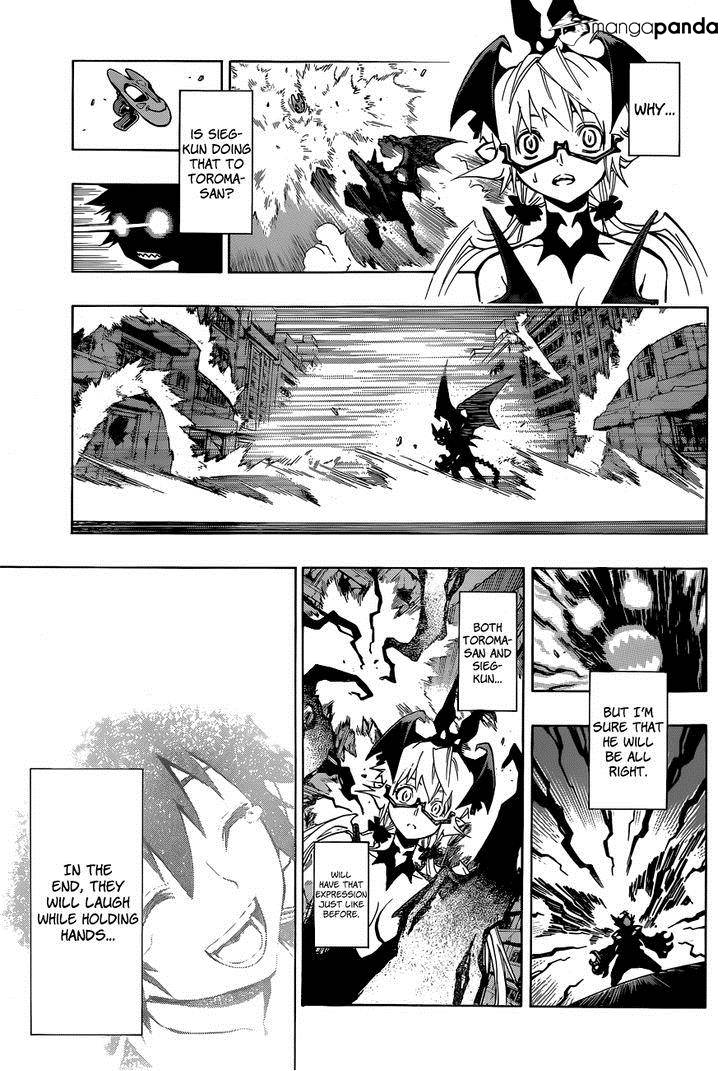 mangapanda
WHY...
IS SIEG-
KUN DOING
THAT TO
TOROMA-
SAN?
BUT I'M
SURE THAT
HE WILL
BE ALL
RIGHT.
BOTH
TOROMA-
SAN AND
SIEG-
KUN...
WILL
HAVE THAT
EXPRESSION
JUST LIKE
BEFORE.
IN THE
END, THEY
WILL LAUGH
WHILE HOLDING
HANDS...